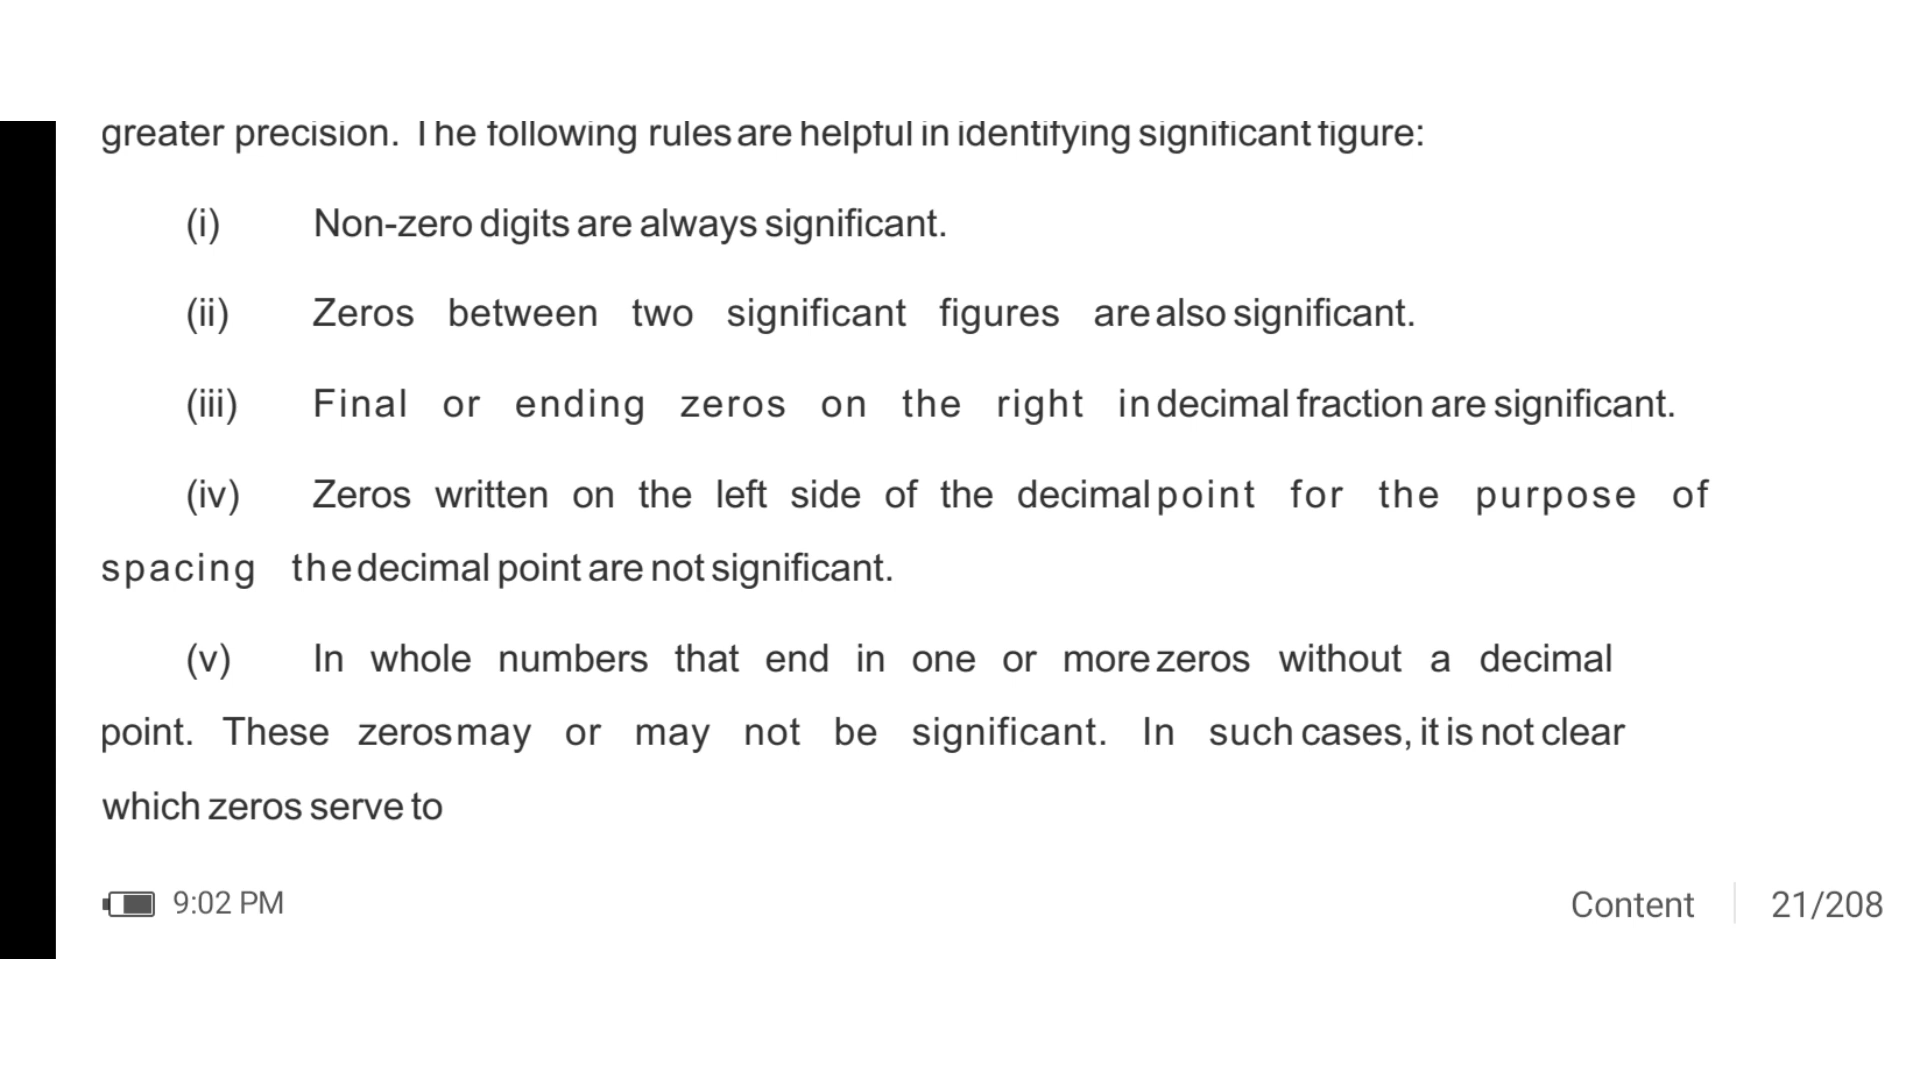 greater precision. The following rules are helpful in identifying significant figure:
(i) Non-zero digits are always significant.
(ii) Zeros between two significant figures are also significant.
(iii) Final or ending zeros on the right in decimal fraction are significant.
(iv) Zeros written on the left side of the decimal point for the purpose of
spacing the decimal point are not significant.
(v) In whole numbers that end in one or more zeros without a decimal
point. These zeros may or may not be significant. In such cases, it is not clear
which zeros serve to
9:02 PM Content 21/208